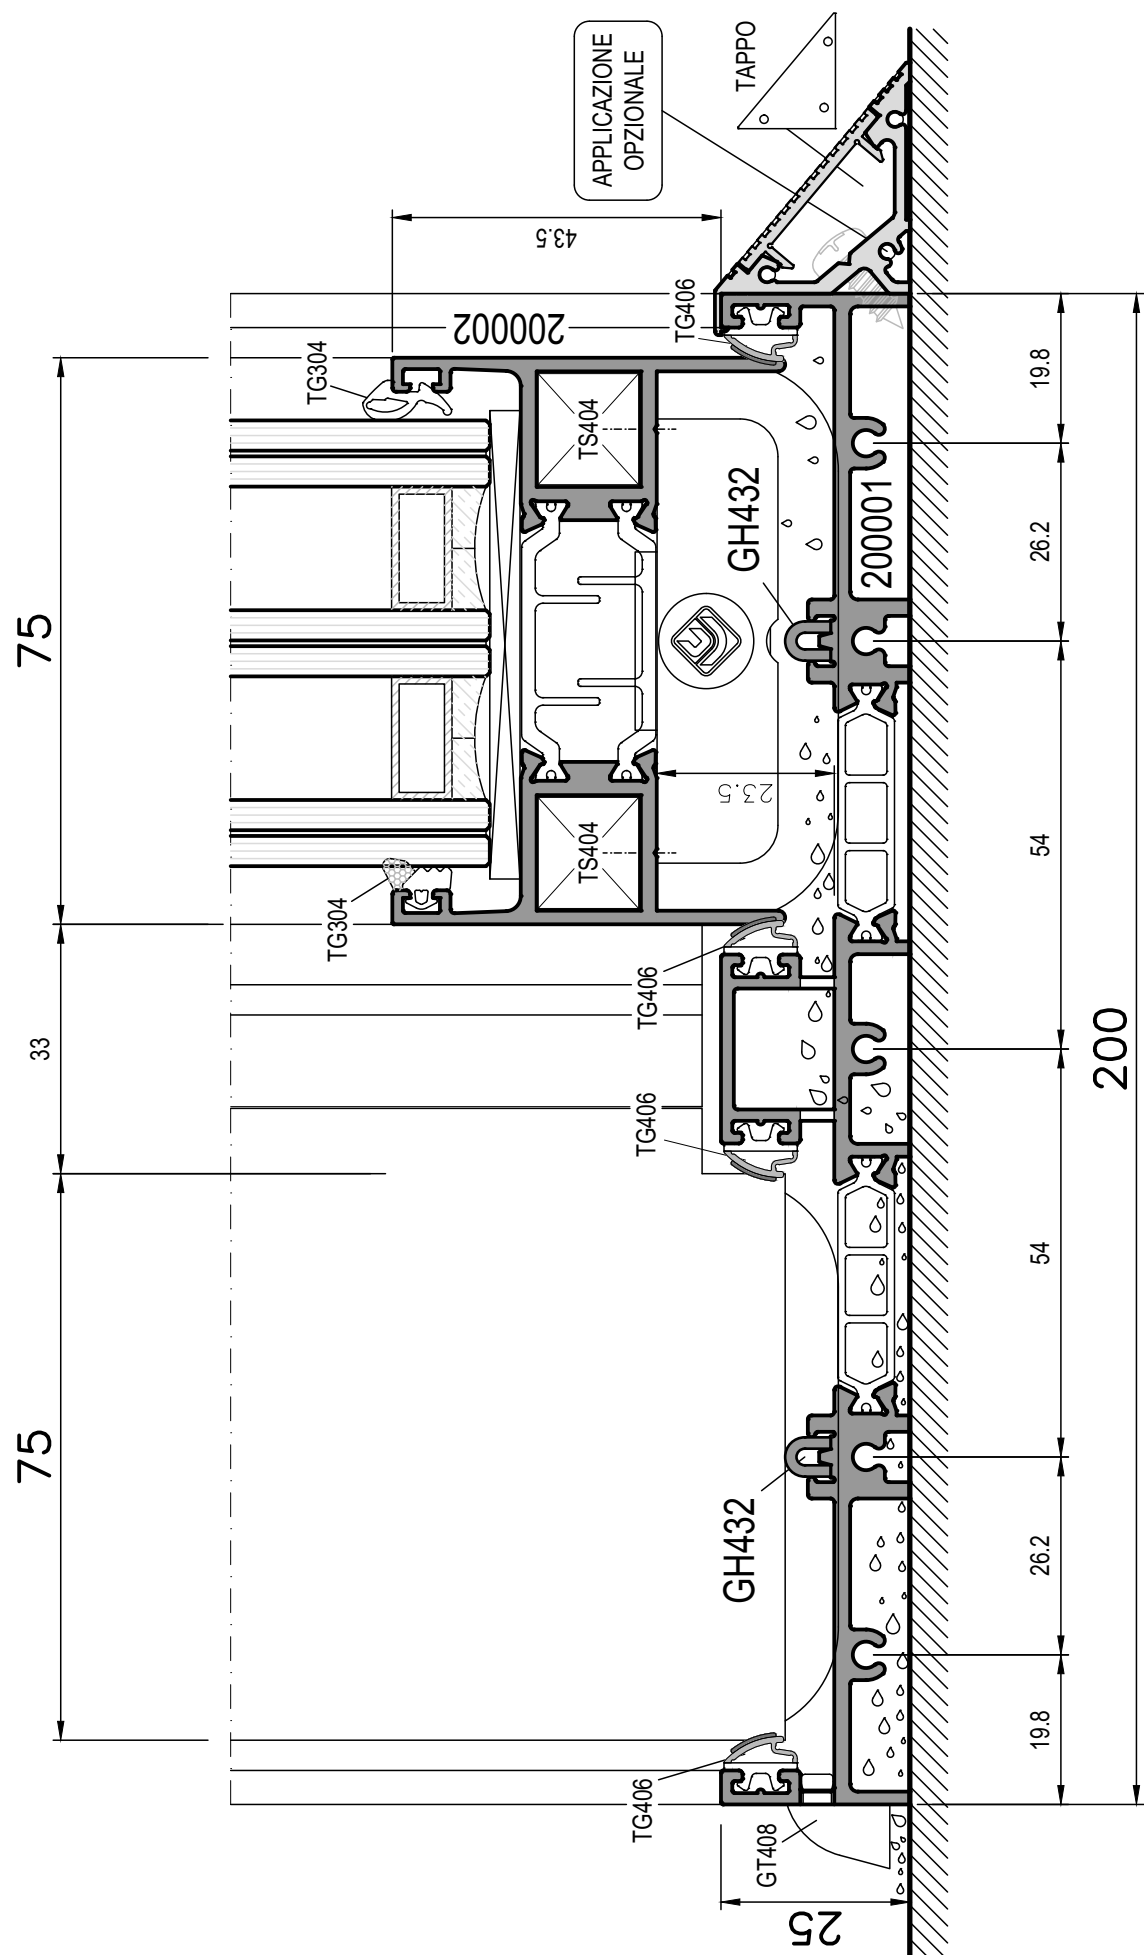 APPLICAZIONE
OPZIONALE
TAPPO
43.5
200002
TG406
TG304
TS404
GH432
200001
19.8
26.2
75
23.5
54
TS404
TG304
TG406
33
TG406
200
54
75
GH432
26.2
19.8
TG406
GT408
25